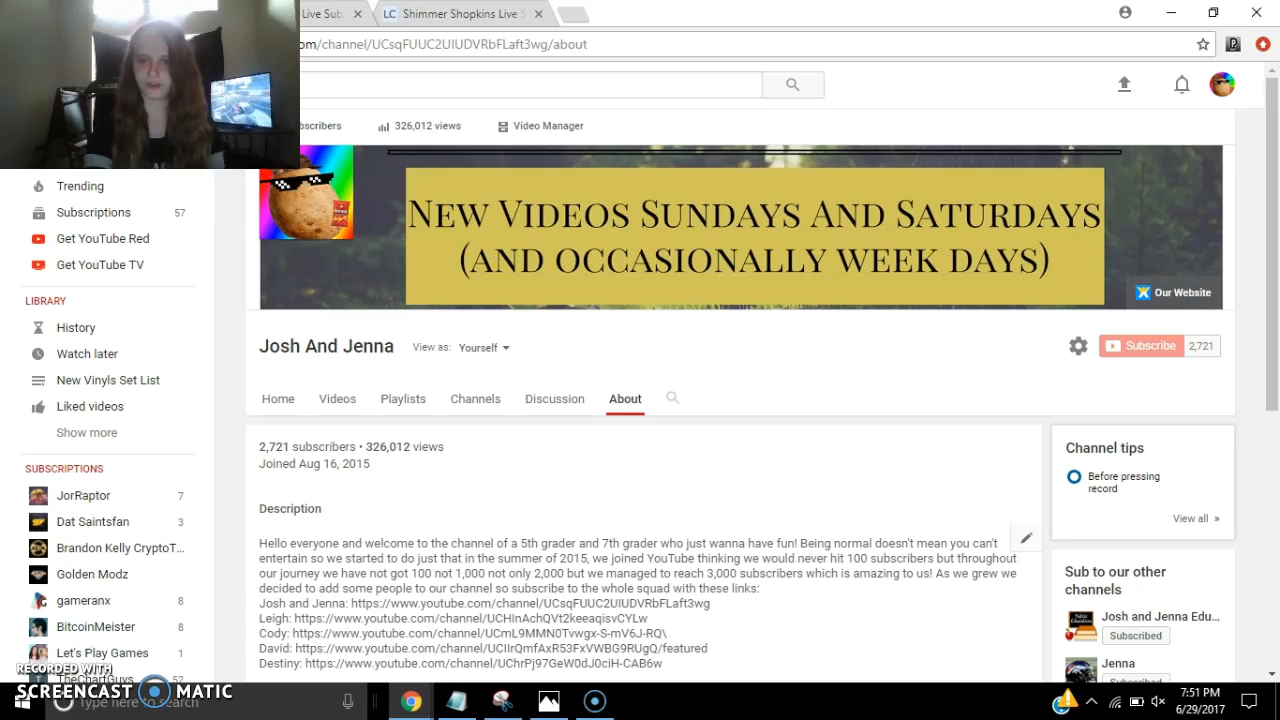 Live Sub
Shimmer Shopkins Live S
om/channel/UCsqFUUC2UIUDVRbFLaft3wg/about
bscribers
326,012 views
Video Manager
Trending
Subscriptions 57
Get YouTube Red
Get YouTube TV
LIBRARY
History
Watch later
New Vinyls Set List
Liked videos
Show more
SUBSCRIPTIONS
JorRaptor 7
Dat Saintsfan 3
Brandon Kelly CryptoT...
Golden Modz
gameranx 8
BitcoinMeister 8
Let's Play Games 1
TheChartGuys 52
NEW VIDEOS SUNDAYS AND SATURDAYS
(AND OCCASIONALLY WEEK DAYS)
Our Website
Josh And Jenna
View as: Yourself
Subscribe 2,721
Home Videos Playlists Channels Discussion About
2,721 subscribers • 326,012 views
Joined Aug 16, 2015
Description
Hello everyone and welcome to the channel of a 5th grader and 7th grader who just wanna have fun! Being normal doesn't mean you can't
entertain so we started to do just that in the summer of 2015, we joined YouTube thinking we would never hit 100 subscribers but throughout
our journey we have not got 100 not 1,000 not only 2,000 but we managed to reach 3,000 subscribers which is amazing to us! As we grew we
decided to add some people to our channel so subscribe to the whole squad with these links:
Josh and Jenna: https://www.youtube.com/channel/UCsqFUUC2UIUDVRbFLaft3wg
Leigh: https://www.youtube.com/channel/UCHInAchQVt2keeaqisvCYLw
Cody: https://www.youtube.com/channel/UCmL9MMN0Tvwgx-S-mV6J-RQ\
David: https://www.youtube.com/channel/UCIIrQmfAxR53FxVWBG9RUgQ/featured
Destiny: https://www.youtube.com/channel/UChrPj97GeW0dJ0ciH-CAB6w
Channel tips
Before pressing
record
View all »
Sub to our other
channels
Josh and Jenna Edu...
Subscribed
Jenna
Subscribed
RECORDED WITH
SCREENCAST MATIC
Type here to search
7:51 PM
6/29/2017